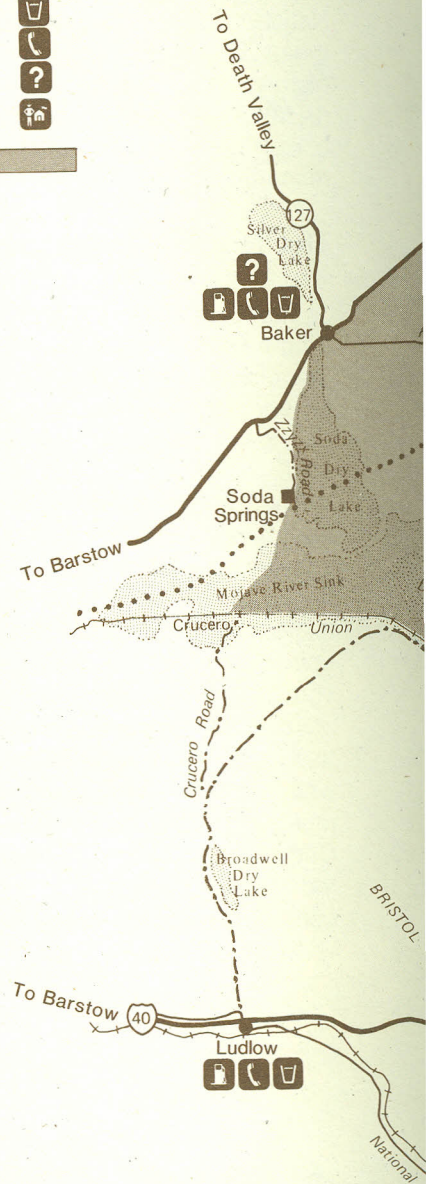 ?
To Death Valley
127
Silver
Dry
Lake
?
Baker
Zzyzx Road
Soda
Dry
Lake
Soda
Springs
To Barstow
Mojave River Sink
Crucero
Union
Crucero Road
Broadwell
Dry
Lake
BRISTOL
To Barstow
40
Ludlow
National